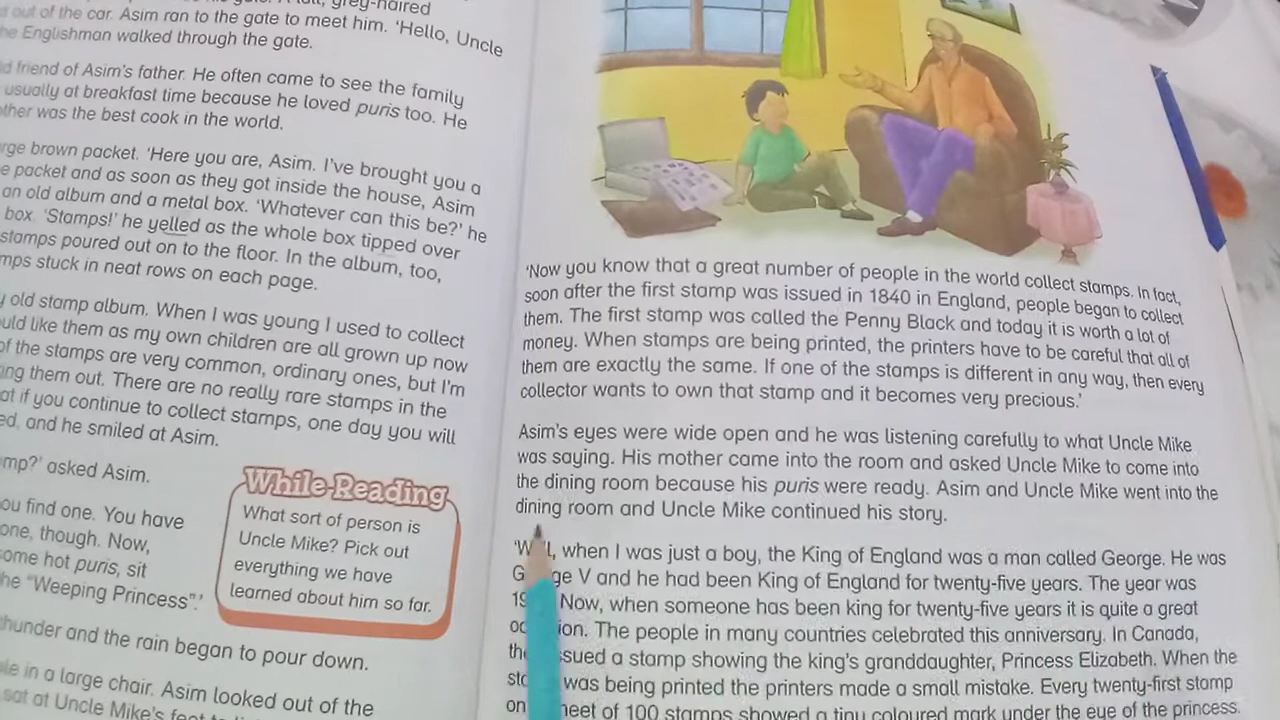 grey-haired
out of the car. Asim ran to the gate to meet him. ‘Hello, Uncle
Englishman walked through the gate.
friend of Asim’s father. He often came to see the family
usually at breakfast time because he loved puris too. He
was the best cook in the world.
brown packet. ‘Here you are, Asim. I’ve brought you a
packet and as soon as they got inside the house, Asim
an old album and a metal box. ‘Whatever can this be?’ he
box. ‘Stamps!’ he yelled as the whole box tipped over
stamps poured out on to the floor. In the album, too,
stuck in neat rows on each page.
old stamp album. When I was young I used to collect
like them as my own children are all grown up now
of the stamps are very common, ordinary ones, but I’m
them out. There are no really rare stamps in the
if you continue to collect stamps, one day you will
and he smiled at Asim.
asked Asim.
you find one. You have
one, though. Now,
some hot puris, sit
the “Weeping Princess”.’
thunder and the rain began to pour down.
in a large chair. Asim looked out of the
sat at Uncle Mike’s feet
While-Reading
What sort of person is
Uncle Mike? Pick out
everything we have
learned about him so far.
‘Now you know that a great number of people in the world collect stamps. In fact,
soon after the first stamp was issued in 1840 in England, people began to collect
them. The first stamp was called the Penny Black and today it is worth a lot of
money. When stamps are being printed, the printers have to be careful that all of
them are exactly the same. If one of the stamps is different in any way, then every
collector wants to own that stamp and it becomes very precious.’
Asim’s eyes were wide open and he was listening carefully to what Uncle Mike
was saying. His mother came into the room and asked Uncle Mike to come into
the dining room because his puris were ready. Asim and Uncle Mike went into the
dining room and Uncle Mike continued his story.
when I was just a boy, the King of England was a man called George. He was
V and he had been King of England for twenty-five years. The year was
Now, when someone has been king for twenty-five years it is quite a great
The people in many countries celebrated this anniversary. In Canada,
issued a stamp showing the king’s granddaughter, Princess Elizabeth. When the
was being printed the printers made a small mistake. Every twenty-first stamp
on sheet of 100 stamps showed a tiny coloured mark under the eye of the princess.